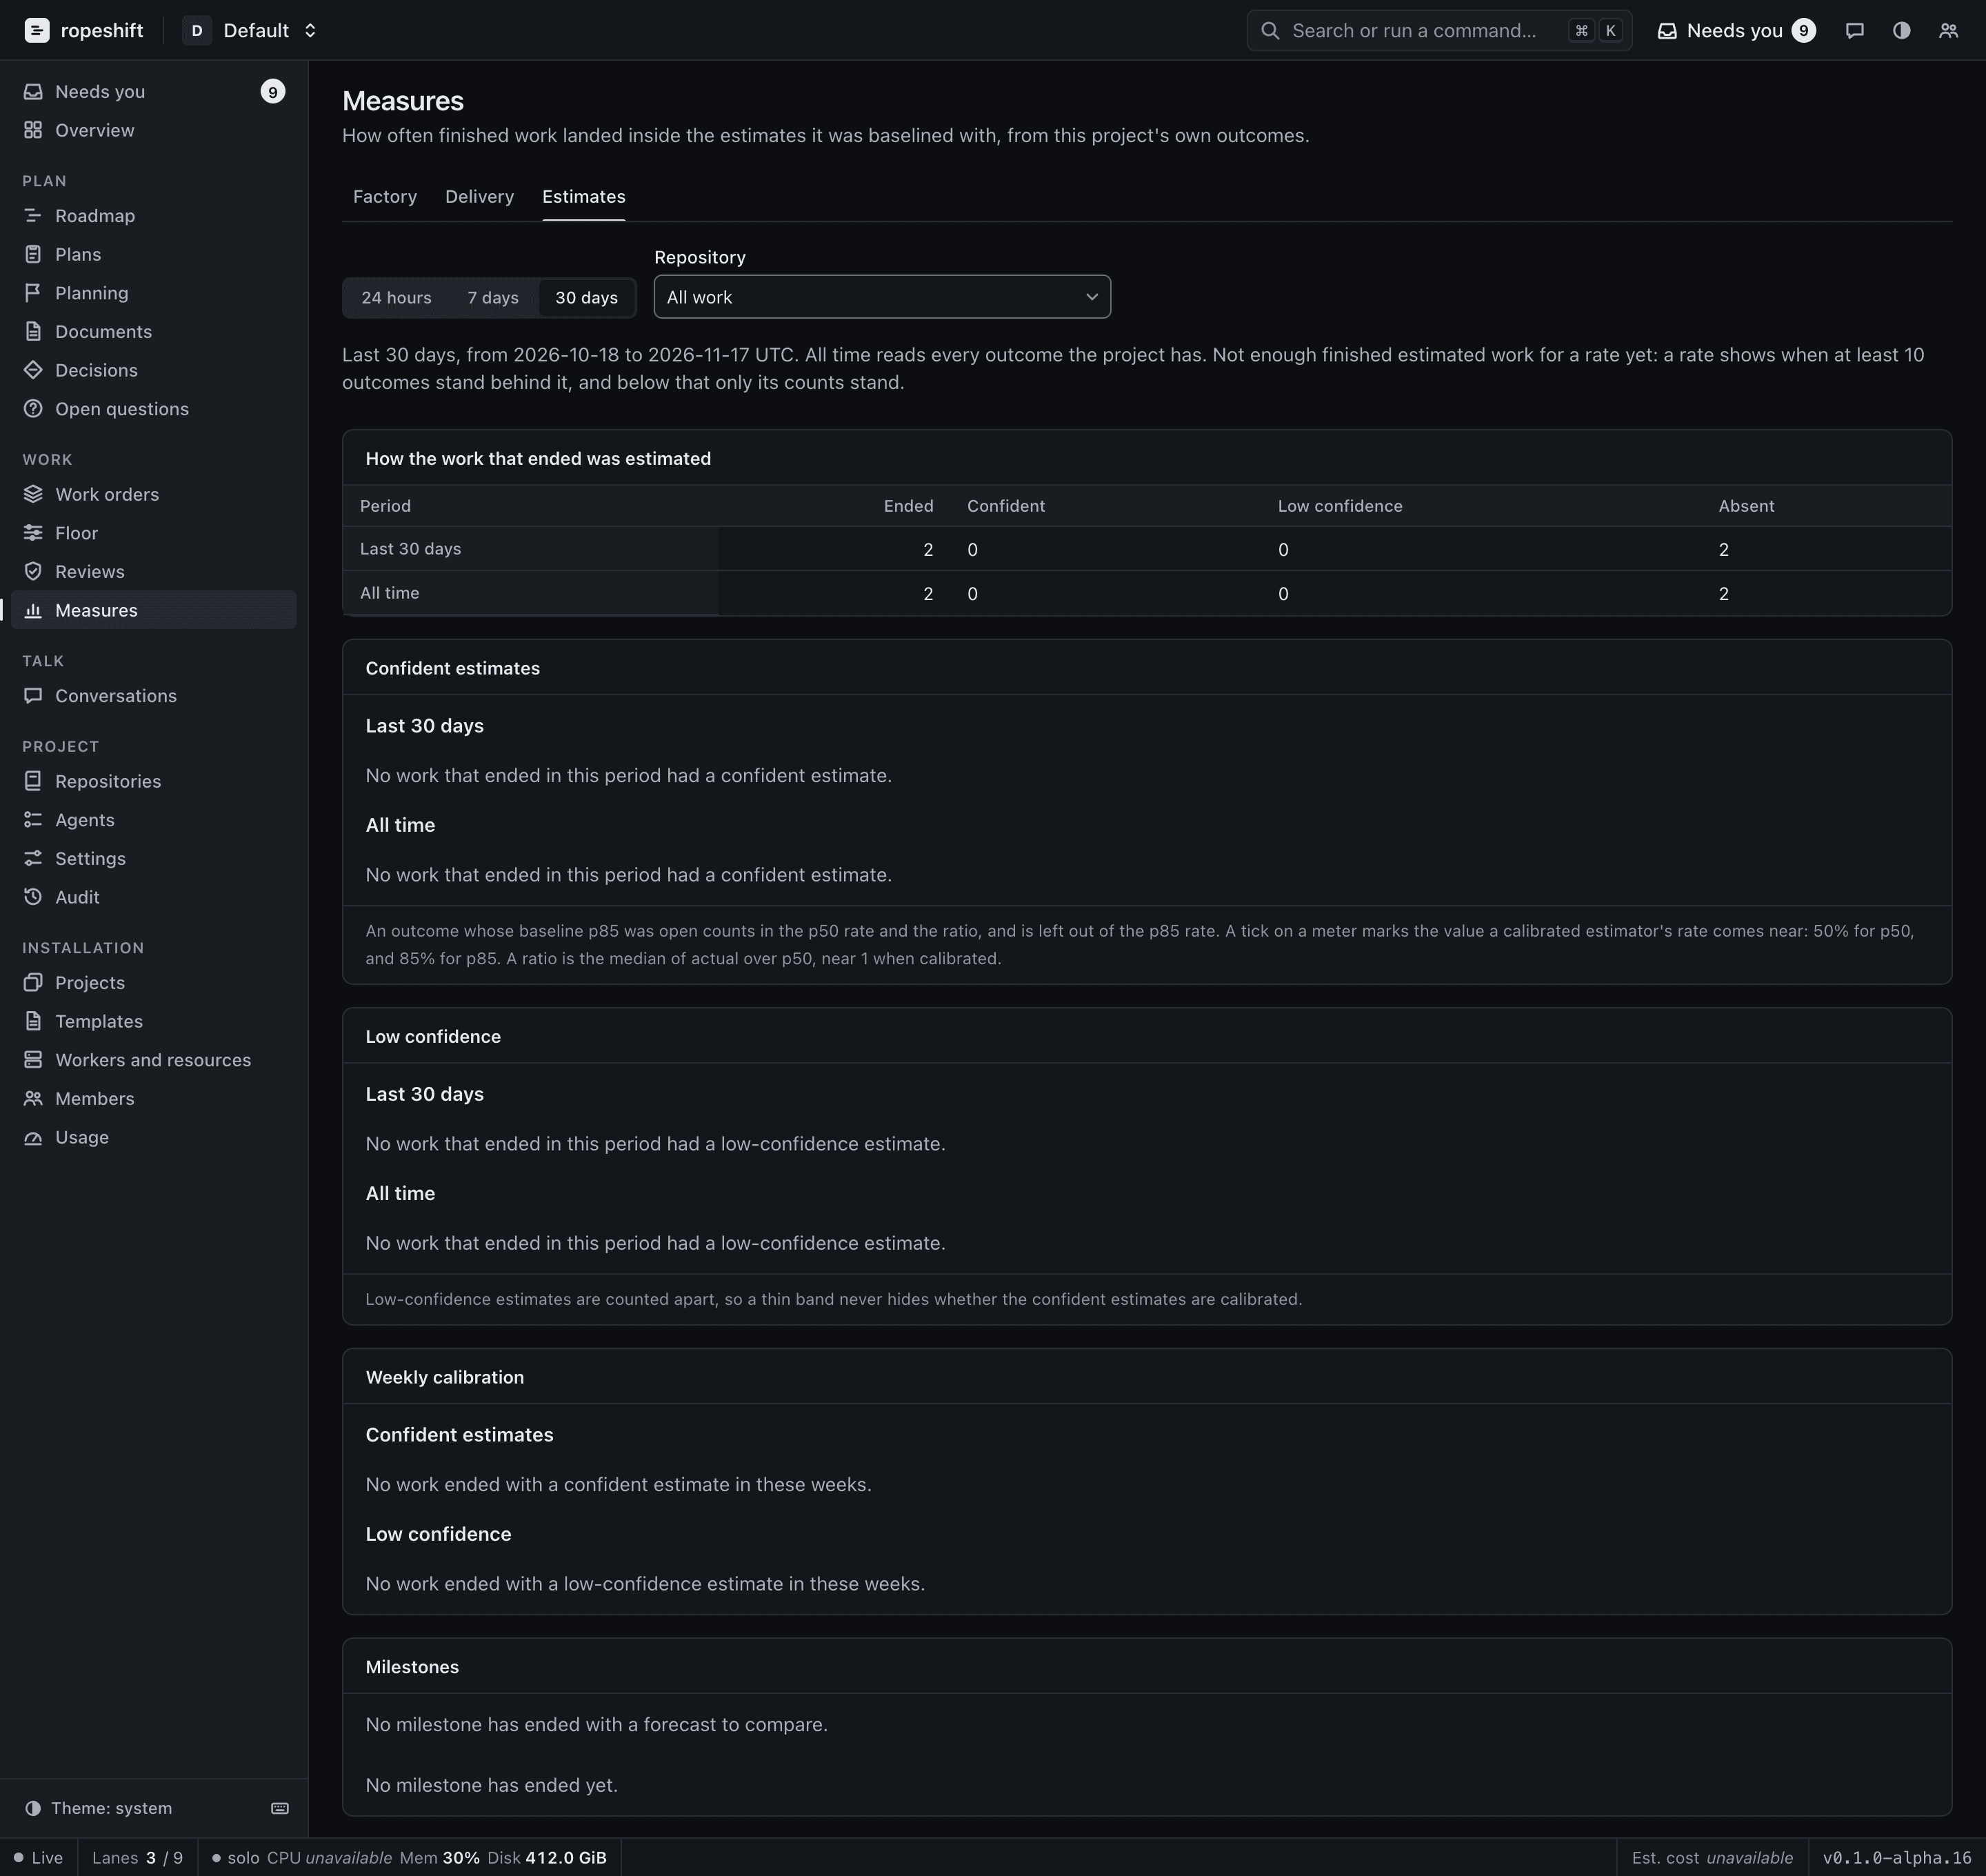 ropeshift
D Default
Search or run a command... ⌘ K
Needs you 9
Needs you 9
Overview
PLAN
Roadmap
Plans
Planning
Documents
Decisions
Open questions
WORK
Work orders
Floor
Reviews
Measures
TALK
Conversations
PROJECT
Repositories
Agents
Settings
Audit
INSTALLATION
Projects
Templates
Workers and resources
Members
Usage
Theme: system
Measures
How often finished work landed inside the estimates it was baselined with, from this project's own outcomes.
Factory Delivery Estimates
Repository
24 hours 7 days 30 days All work
Last 30 days, from 2026-10-18 to 2026-11-17 UTC. All time reads every outcome the project has. Not enough finished estimated work for a rate yet: a rate shows when at least 10
outcomes stand behind it, and below that only its counts stand.
How the work that ended was estimated
Period Ended Confident Low confidence Absent
Last 30 days 2 0 0 2
All time 2 0 0 2
Confident estimates
Last 30 days
No work that ended in this period had a confident estimate.
All time
No work that ended in this period had a confident estimate.
An outcome whose baseline p85 was open counts in the p50 rate and the ratio, and is left out of the p85 rate. A tick on a meter marks the value a calibrated estimator's rate comes near: 50% for p50,
and 85% for p85. A ratio is the median of actual over p50, near 1 when calibrated.
Low confidence
Last 30 days
No work that ended in this period had a low-confidence estimate.
All time
No work that ended in this period had a low-confidence estimate.
Low-confidence estimates are counted apart, so a thin band never hides whether the confident estimates are calibrated.
Weekly calibration
Confident estimates
No work ended with a confident estimate in these weeks.
Low confidence
No work ended with a low-confidence estimate in these weeks.
Milestones
No milestone has ended with a forecast to compare.
No milestone has ended yet.
Live Lanes 3 / 9 solo CPU unavailable Mem 30% Disk 412.0 GiB Est. cost unavailable v0.1.0-alpha.16